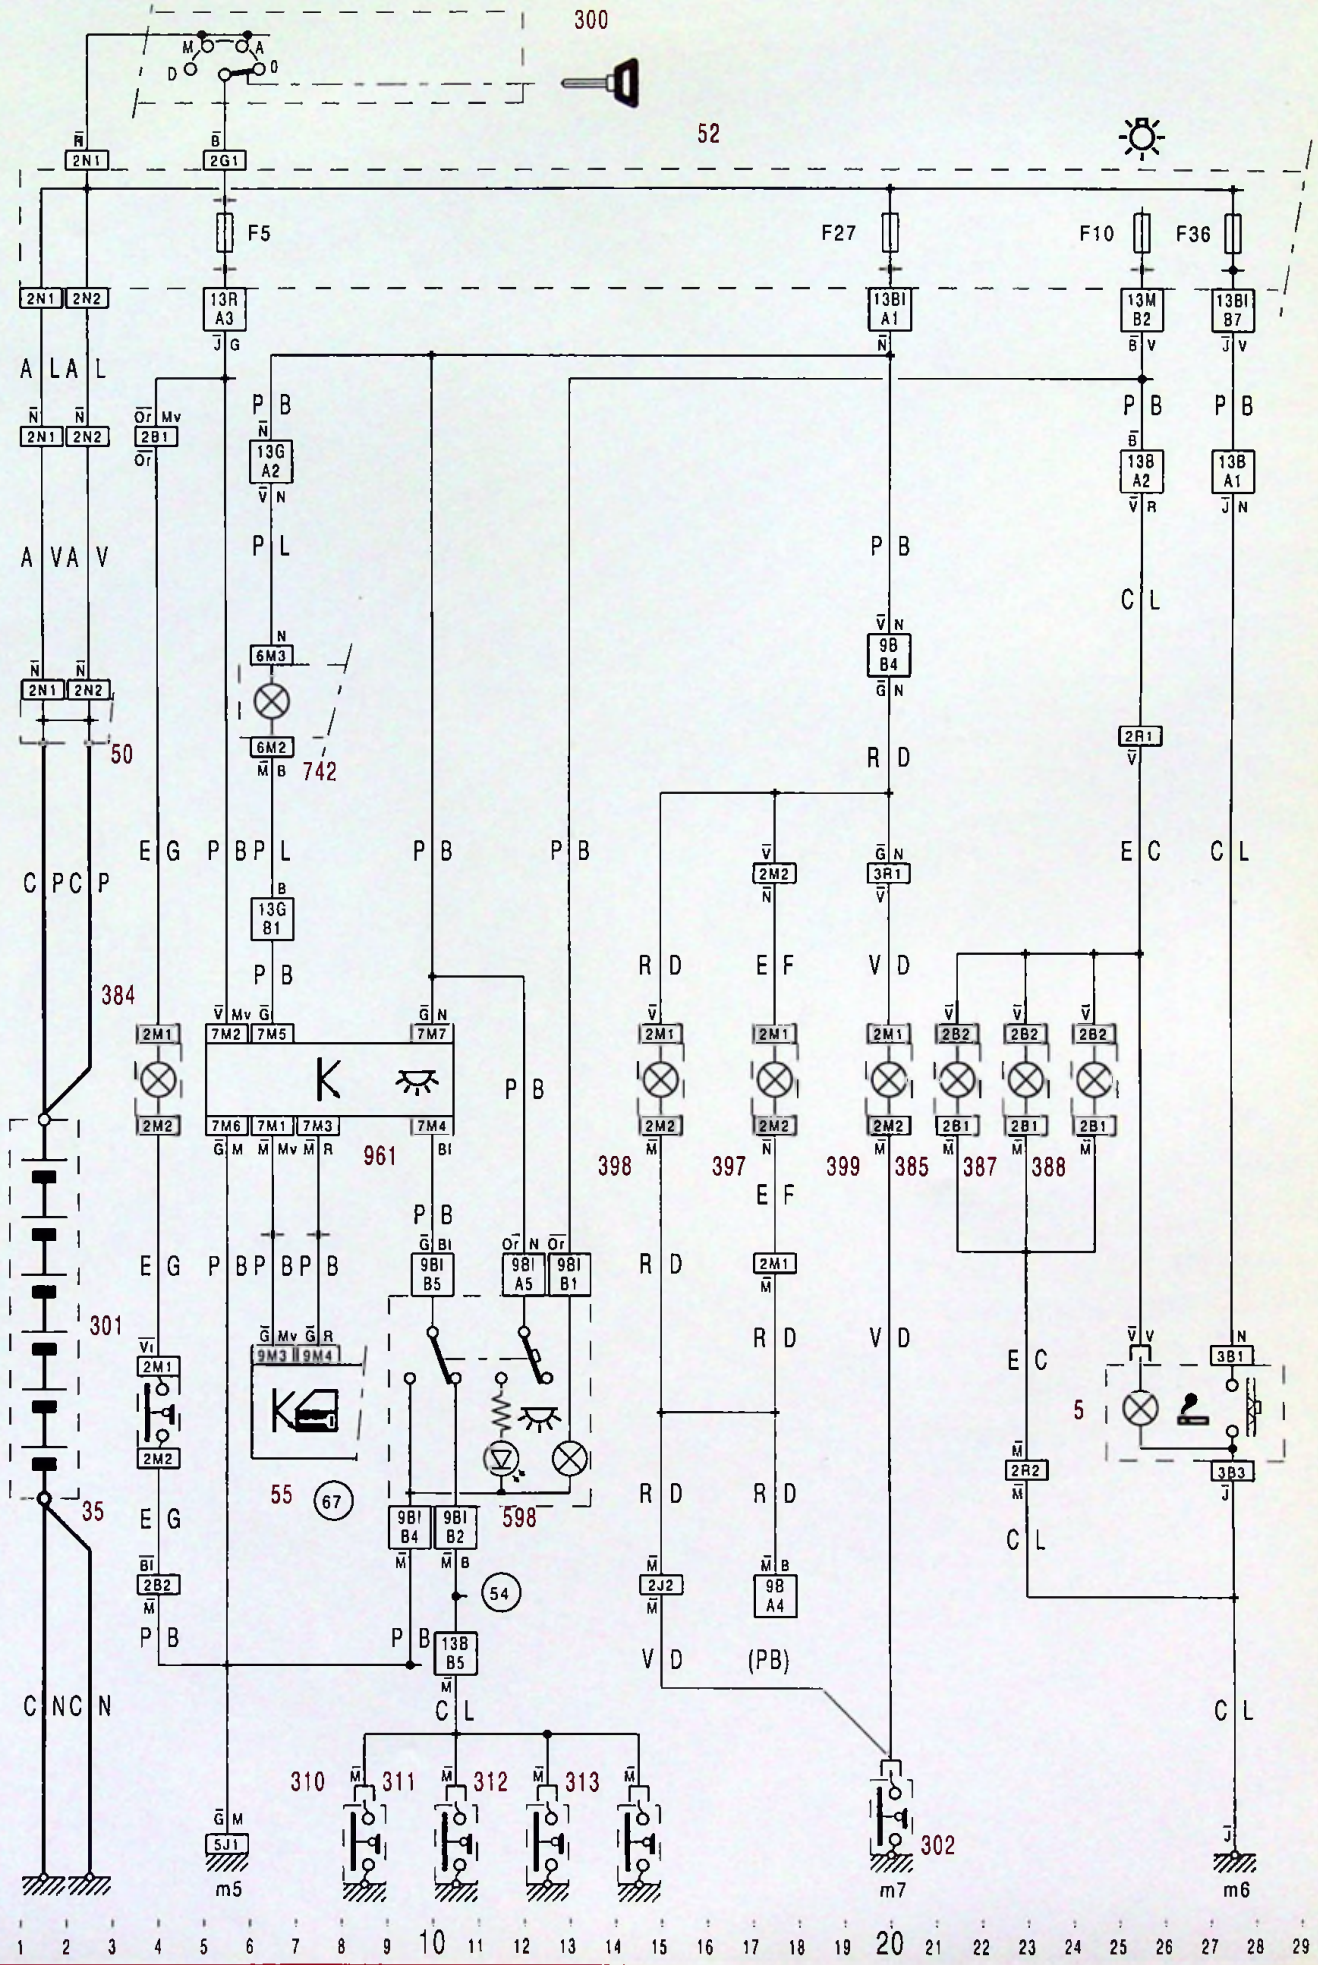 300
M A
D 0
52
N̅ B̅
2N1 2G1
F5 F27 F10 F36
2N1 2N2 13R A3 13BI A1 13M B2 13BI B7
J̅ G N̅ B̅ V J̅ V
A L A L
P B P B P B
N̅ N̅ O̅r̅ Mv N̅ B̅
2N1 2N2 2B1 13G A2 13B A2 13B A1
O̅r̅ V̅ N V̅ R J̅ N
A V A V P L P B
C L
N V̅ N
6M3 9B B4
N̅ N̅ G̅ N
2N1 2N2
50 6M2 2R1
M̅ B 742 R D V̅
E G P B P L P B P B V̅ G̅ N E C C L
C P C P 2M2 3R1
B N̅ V̅
13G B1
P B R D E F V D
384
V̅ Mv G̅ G̅ N V̅ V̅ V̅ V̅
2M1 7M2 7M5 7M7 2M1 2M1 2M1 2B2 2B2 2B2
P B
2M2 7M6 7M1 7M3 7M4 2M2 2M2 2M2 2B1 2B1 2B1
G̅ M M̅ Mv M̅ R BI M̅ N̅ M̅ M̅ M̅ M̅
961 398 397 399 385 387 388
P B E F
G̅ BI Or N O̅r̅
E G P B P B P B 9BI B5 9BI A5 9BI B1 R D 2M1
M̅
301 G̅ Mv G̅ R R D V D V̅ V N
V̅I̅ 9M3 9M4 E C 3B1
2M1
5
2M2 M̅
2R2 3B3
M̅ J̅
35 55 67 598
E G 9BI B4 9BI B2 R D R D
M̅ M̅ B C L
B̅I̅ M̅ M̅ B
2B2 54 2J2 9B A4
M̅ M̅
P B P B 13B B5 V D (PB)
M̅
C N C N C L C L
310 M̅ 311 M̅ 312 M̅ 313 M̅
G̅ M J̅
5J1 302
m5 m7 m6
1 2 3 4 5 6 7 8 9 10 11 12 13 14 15 16 17 18 19 20 21 22 23 24 25 26 27 28 29